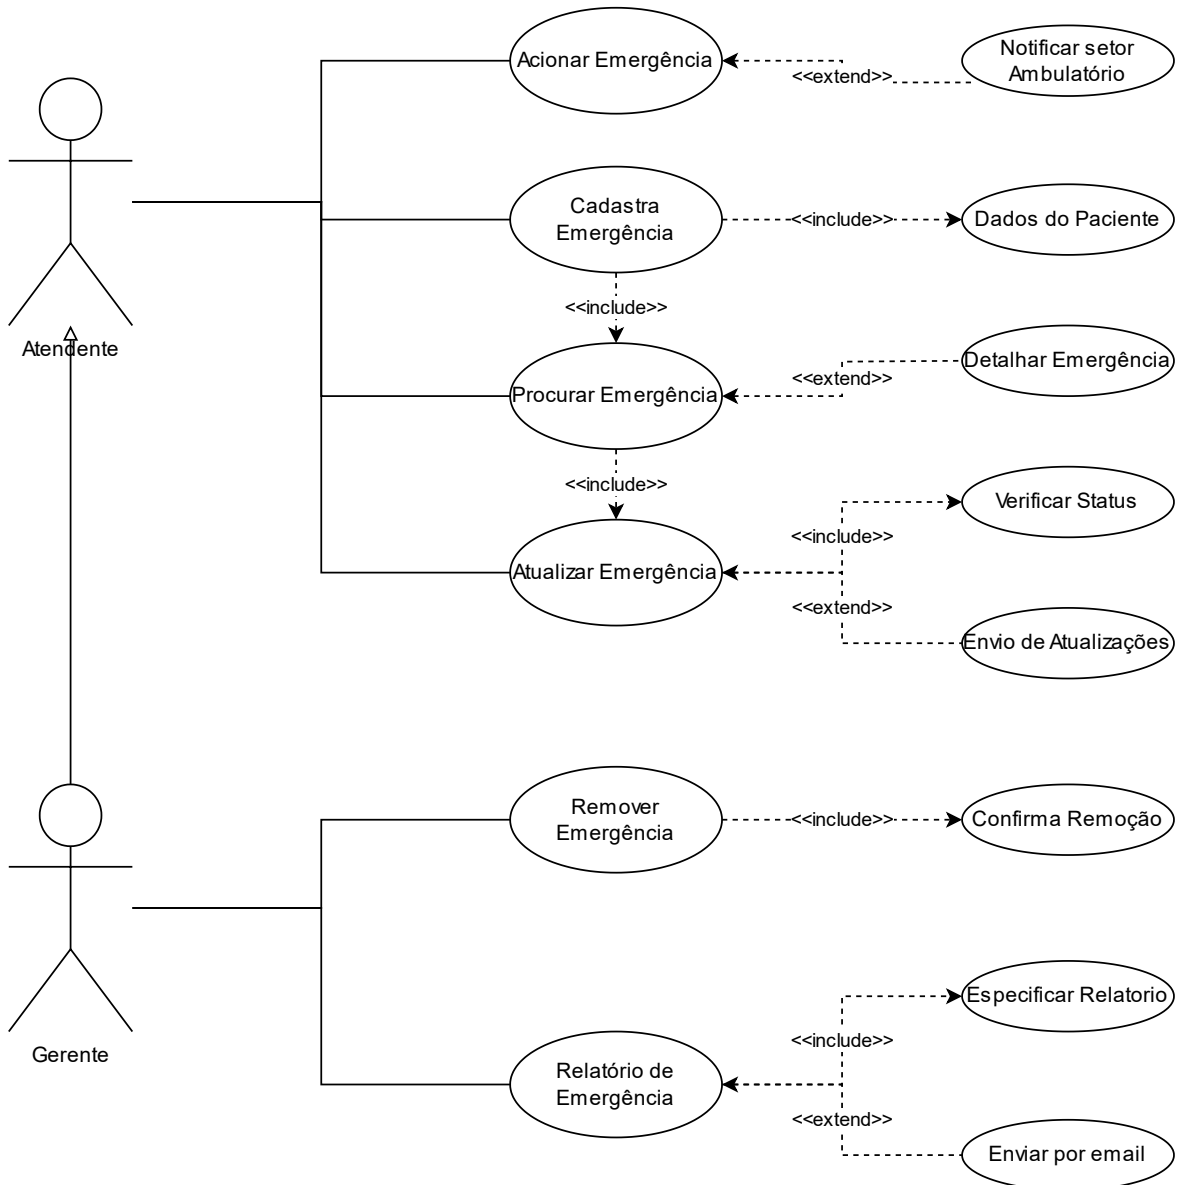 Acionar Emergência
<<extend>>
Notificar setor
Ambulatório
Cadastra
Emergência
<<include>>
Dados do Paciente
<<include>>
Atendente
Procurar Emergência
<<extend>>
Detalhar Emergência
<<include>>
Atualizar Emergência
<<include>>
Verificar Status
<<extend>>
Envio de Atualizações
Gerente
Remover
Emergência
<<include>>
Confirma Remoção
Relatório de
Emergência
<<include>>
Especificar Relatorio
<<extend>>
Enviar por email